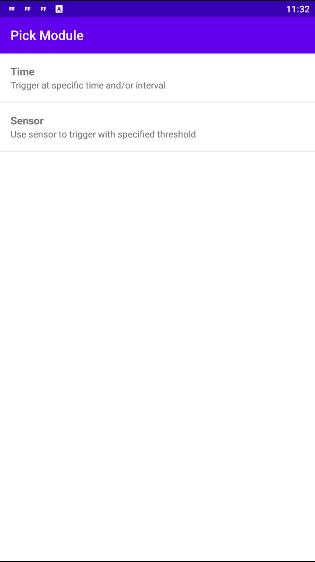 11:32
Pick Module
Time
Trigger at specific time and/or interval
Sensor
Use sensor to trigger with specified threshold